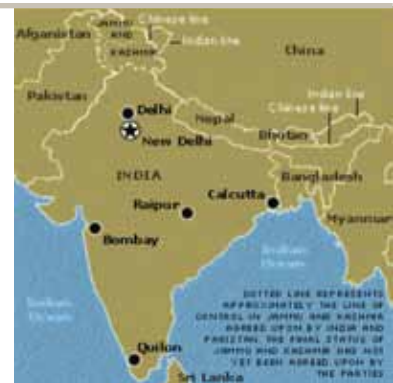 Chinese line
JAMMU
AND
KASHMIR
Afganistan
Indian line
China
Pakistan
Delhi
New Delhi
Nepal
Indian line
Chinese line
Bhutan
INDIA
Bangladesh
Raipur
Calcutta
Myanmar
Bombay
Indian
Ocean
Indian
Ocean
DOTTED LINE REPRESENTS
APPROXIMATELY THE LINE OF
CONTROL IN JAMMU AND KASHMIR
AGREED UPON BY INDIA AND
PAKISTAN. THE FINAL STATUS OF
JAMMU AND KASHMIR HAS NOT
YET BEEN AGREED UPON BY
THE PARTIES
Quilon
Sri Lanka